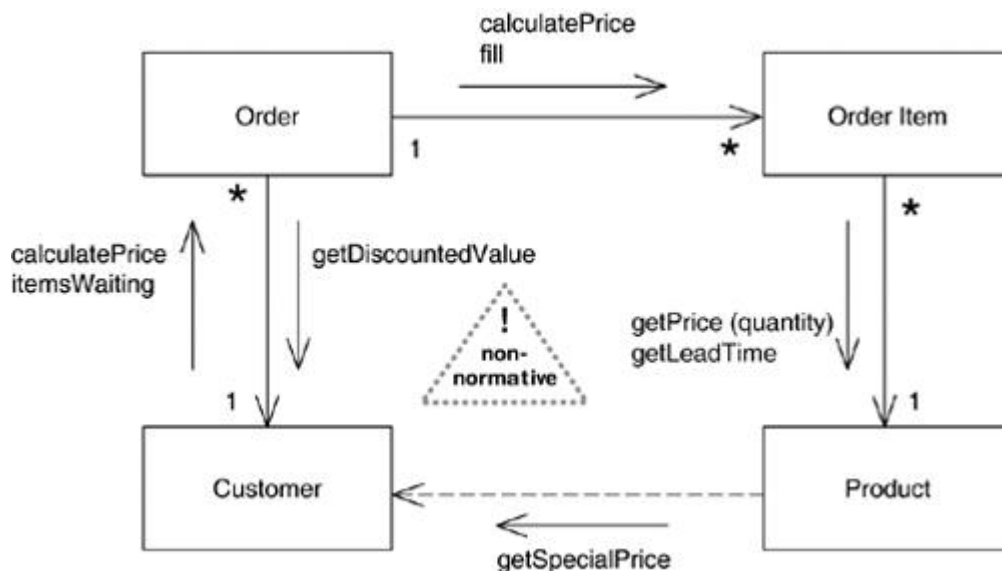 calculatePrice
fill
Order
Order Item
1
*
*
*
calculatePrice
itemsWaiting
getDiscountedValue
!
non-
normative
getPrice (quantity)
getLeadTime
1
1
Customer
Product
getSpecialPrice